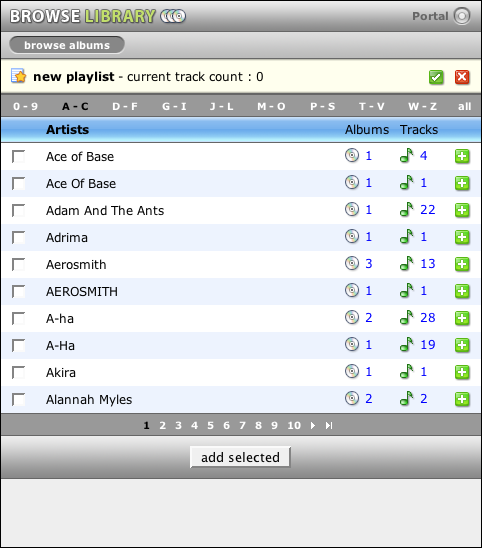 BROWSE LIBRARY Portal
browse albums
new playlist - current track count : 0
0 - 9 A - C D - F G - I J - L M - O P - S T - V W - Z all
Artists Albums Tracks
Ace of Base 1 4
Ace Of Base 1 1
Adam And The Ants 1 22
Adrima 1 1
Aerosmith 3 13
AEROSMITH 1 1
A-ha 2 28
A-Ha 1 19
Akira 1 1
Alannah Myles 2 2
1 2 3 4 5 6 7 8 9 10
add selected